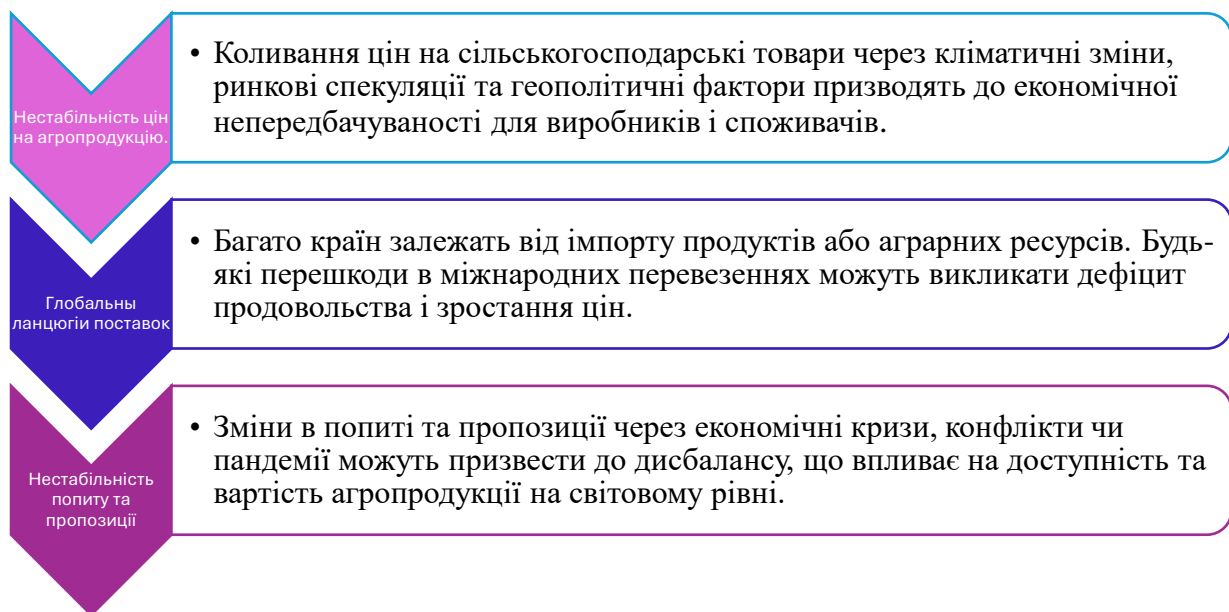 Нестабільність цін
на агропродукцію.
• Коливання цін на сільськогосподарські товари через кліматичні зміни,
ринкові спекуляції та геополітичні фактори призводять до економічної
непередбачуваності для виробників і споживачів.
Глобальны
ланцюгіи поставок
• Багато країн залежать від імпорту продуктів або аграрних ресурсів. Будь-
які перешкоди в міжнародних перевезеннях можуть викликати дефіцит
продовольства і зростання цін.
Нестабільність
попиту та
пропозиції
• Зміни в попиті та пропозиції через економічні кризи, конфлікти чи
пандемії можуть призвести до дисбалансу, що впливає на доступність та
вартість агропродукції на світовому рівні.